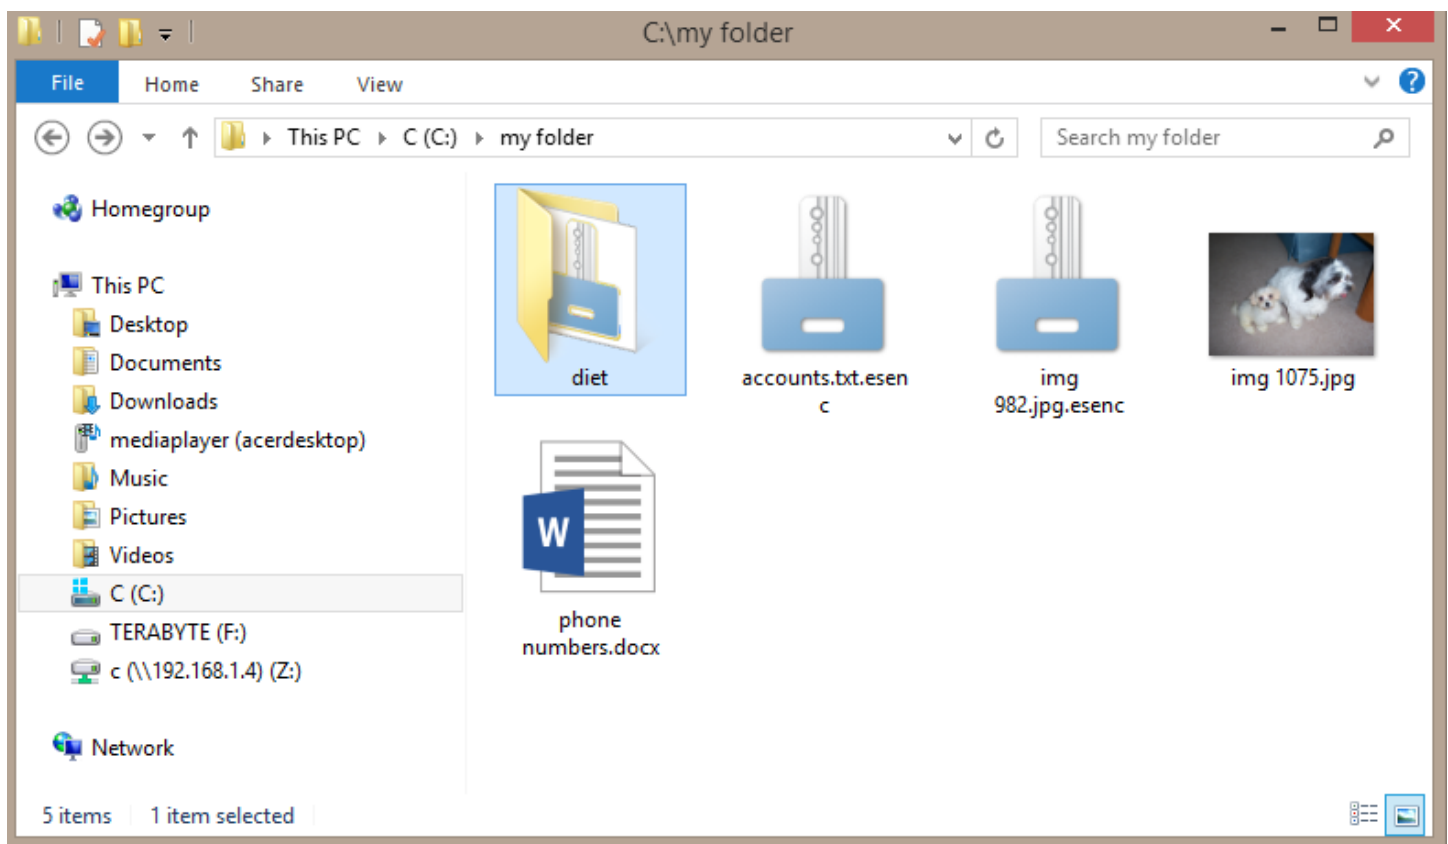 C:\my folder
File Home Share View
This PC C (C:) my folder
Search my folder
Homegroup
This PC
Desktop
Documents
Downloads
mediaplayer (acerdesktop)
Music
Pictures
Videos
C (C:)
TERABYTE (F:)
c (\\192.168.1.4) (Z:)
Network
diet
accounts.txt.esen
c
img
982.jpg.esenc
img 1075.jpg
W
phone
numbers.docx
5 items 1 item selected